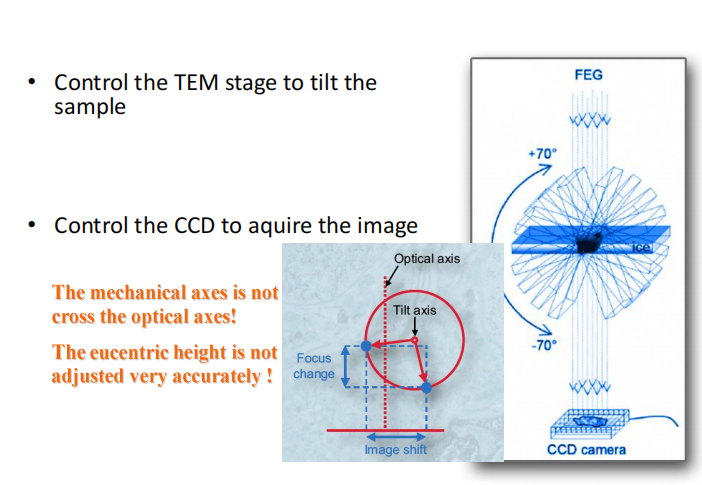 • Control the TEM stage to tilt the
sample
• Control the CCD to aquire the image
The mechanical axes is not
cross the optical axes!
The eucentric height is not
adjusted very accurately !
Optical axis
Tilt axis
Focus
change
Image shift
FEG
+70°
ice
-70°
CCD camera